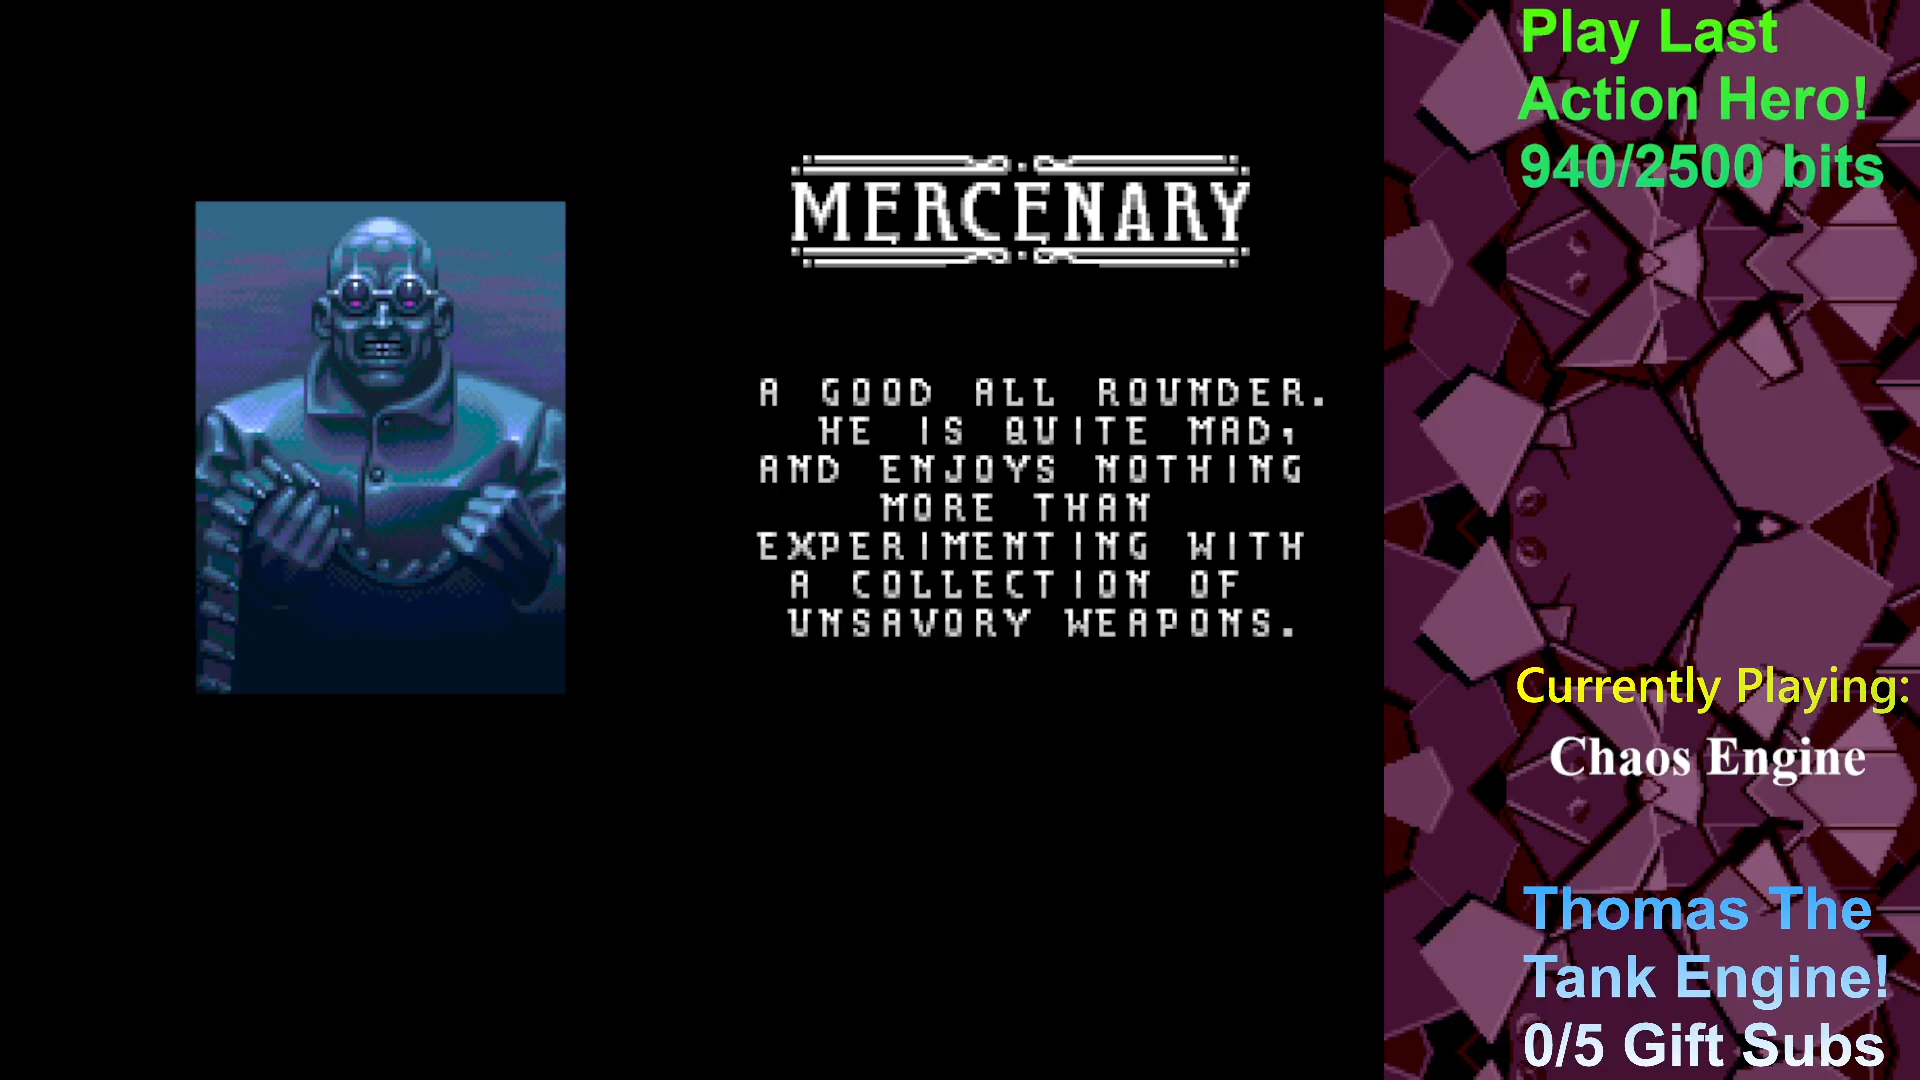 MERCENARY
A GOOD ALL ROUNDER.
HE IS QUITE MAD,
AND ENJOYS NOTHING
MORE THAN
EXPERIMENTING WITH
A COLLECTION OF
UNSAVORY WEAPONS.
Play Last
Action Hero!
940/2500 bits
Currently Playing:
Chaos Engine
Thomas The
Tank Engine!
0/5 Gift Subs